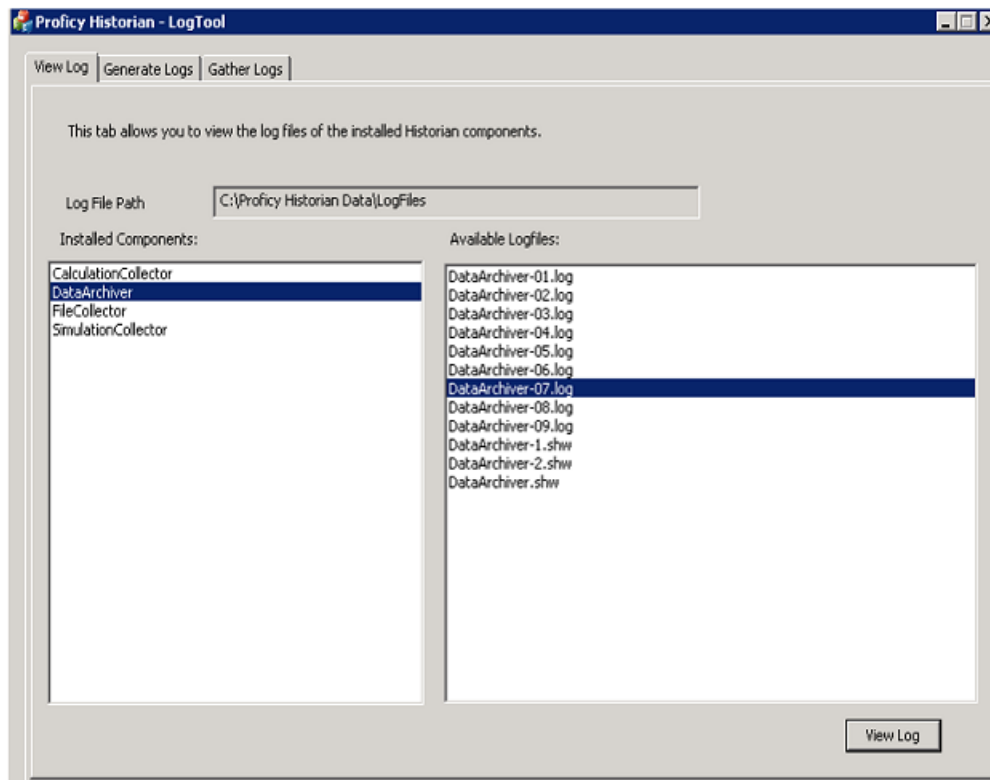 Proficy Historian - LogTool
View Log Generate Logs Gather Logs
This tab allows you to view the log files of the installed Historian components.
Log File Path C:\Proficy Historian Data\LogFiles
Installed Components:
CalculationCollector
DataArchiver
FileCollector
SimulationCollector
Available Logfiles:
DataArchiver-01.log
DataArchiver-02.log
DataArchiver-03.log
DataArchiver-04.log
DataArchiver-05.log
DataArchiver-06.log
DataArchiver-07.log
DataArchiver-08.log
DataArchiver-09.log
DataArchiver-1.shw
DataArchiver-2.shw
DataArchiver.shw
View Log